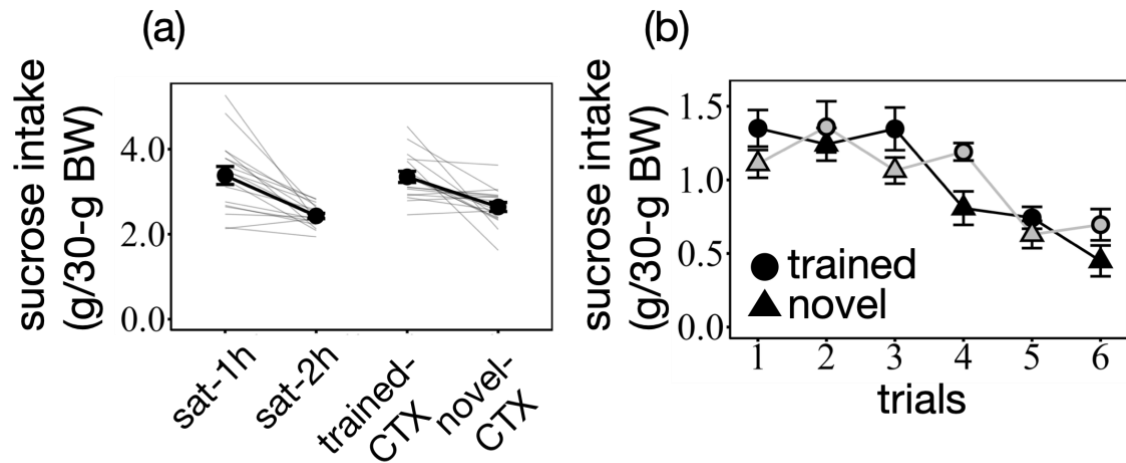 (a)
sucrose intake
(g/30-g BW)
4.0
2.0
0.0
sat-1h
sat-2h
trained-
CTX
novel-
CTX
(b)
sucrose intake
(g/30-g BW)
1.5
1.0
0.5
0.0
trained
novel
1 2 3 4 5 6
trials